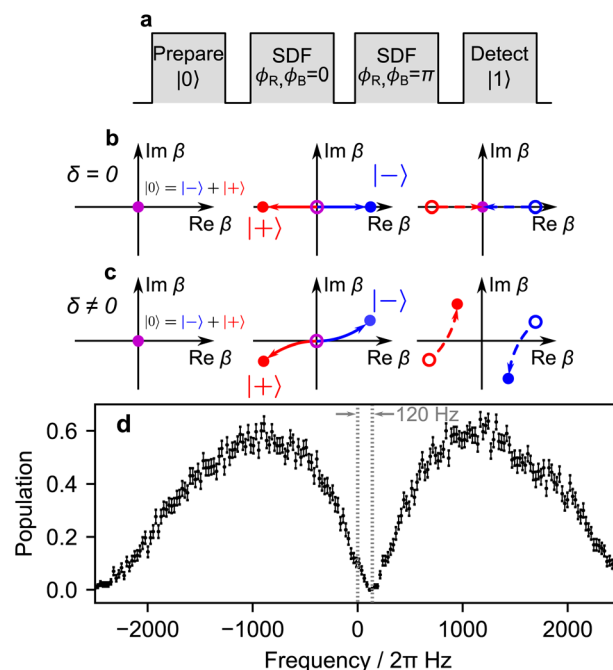 a
Prepare |0⟩
SDF ϕR,ϕB=0
SDF ϕR,ϕB=π
Detect |1⟩
b
δ = 0
Im β
|0⟩ = |−⟩ + |+⟩
Re β
Im β
|−⟩
|+⟩
Re β
Im β
Re β
c
δ ≠ 0
Im β
|0⟩ = |−⟩ + |+⟩
Re β
Im β
|−⟩
|+⟩
Re β
Im β
Re β
d
120 Hz
Population
0.6
0.4
0.2
0.0
−2000
−1000
0
1000
2000
Frequency / 2π Hz